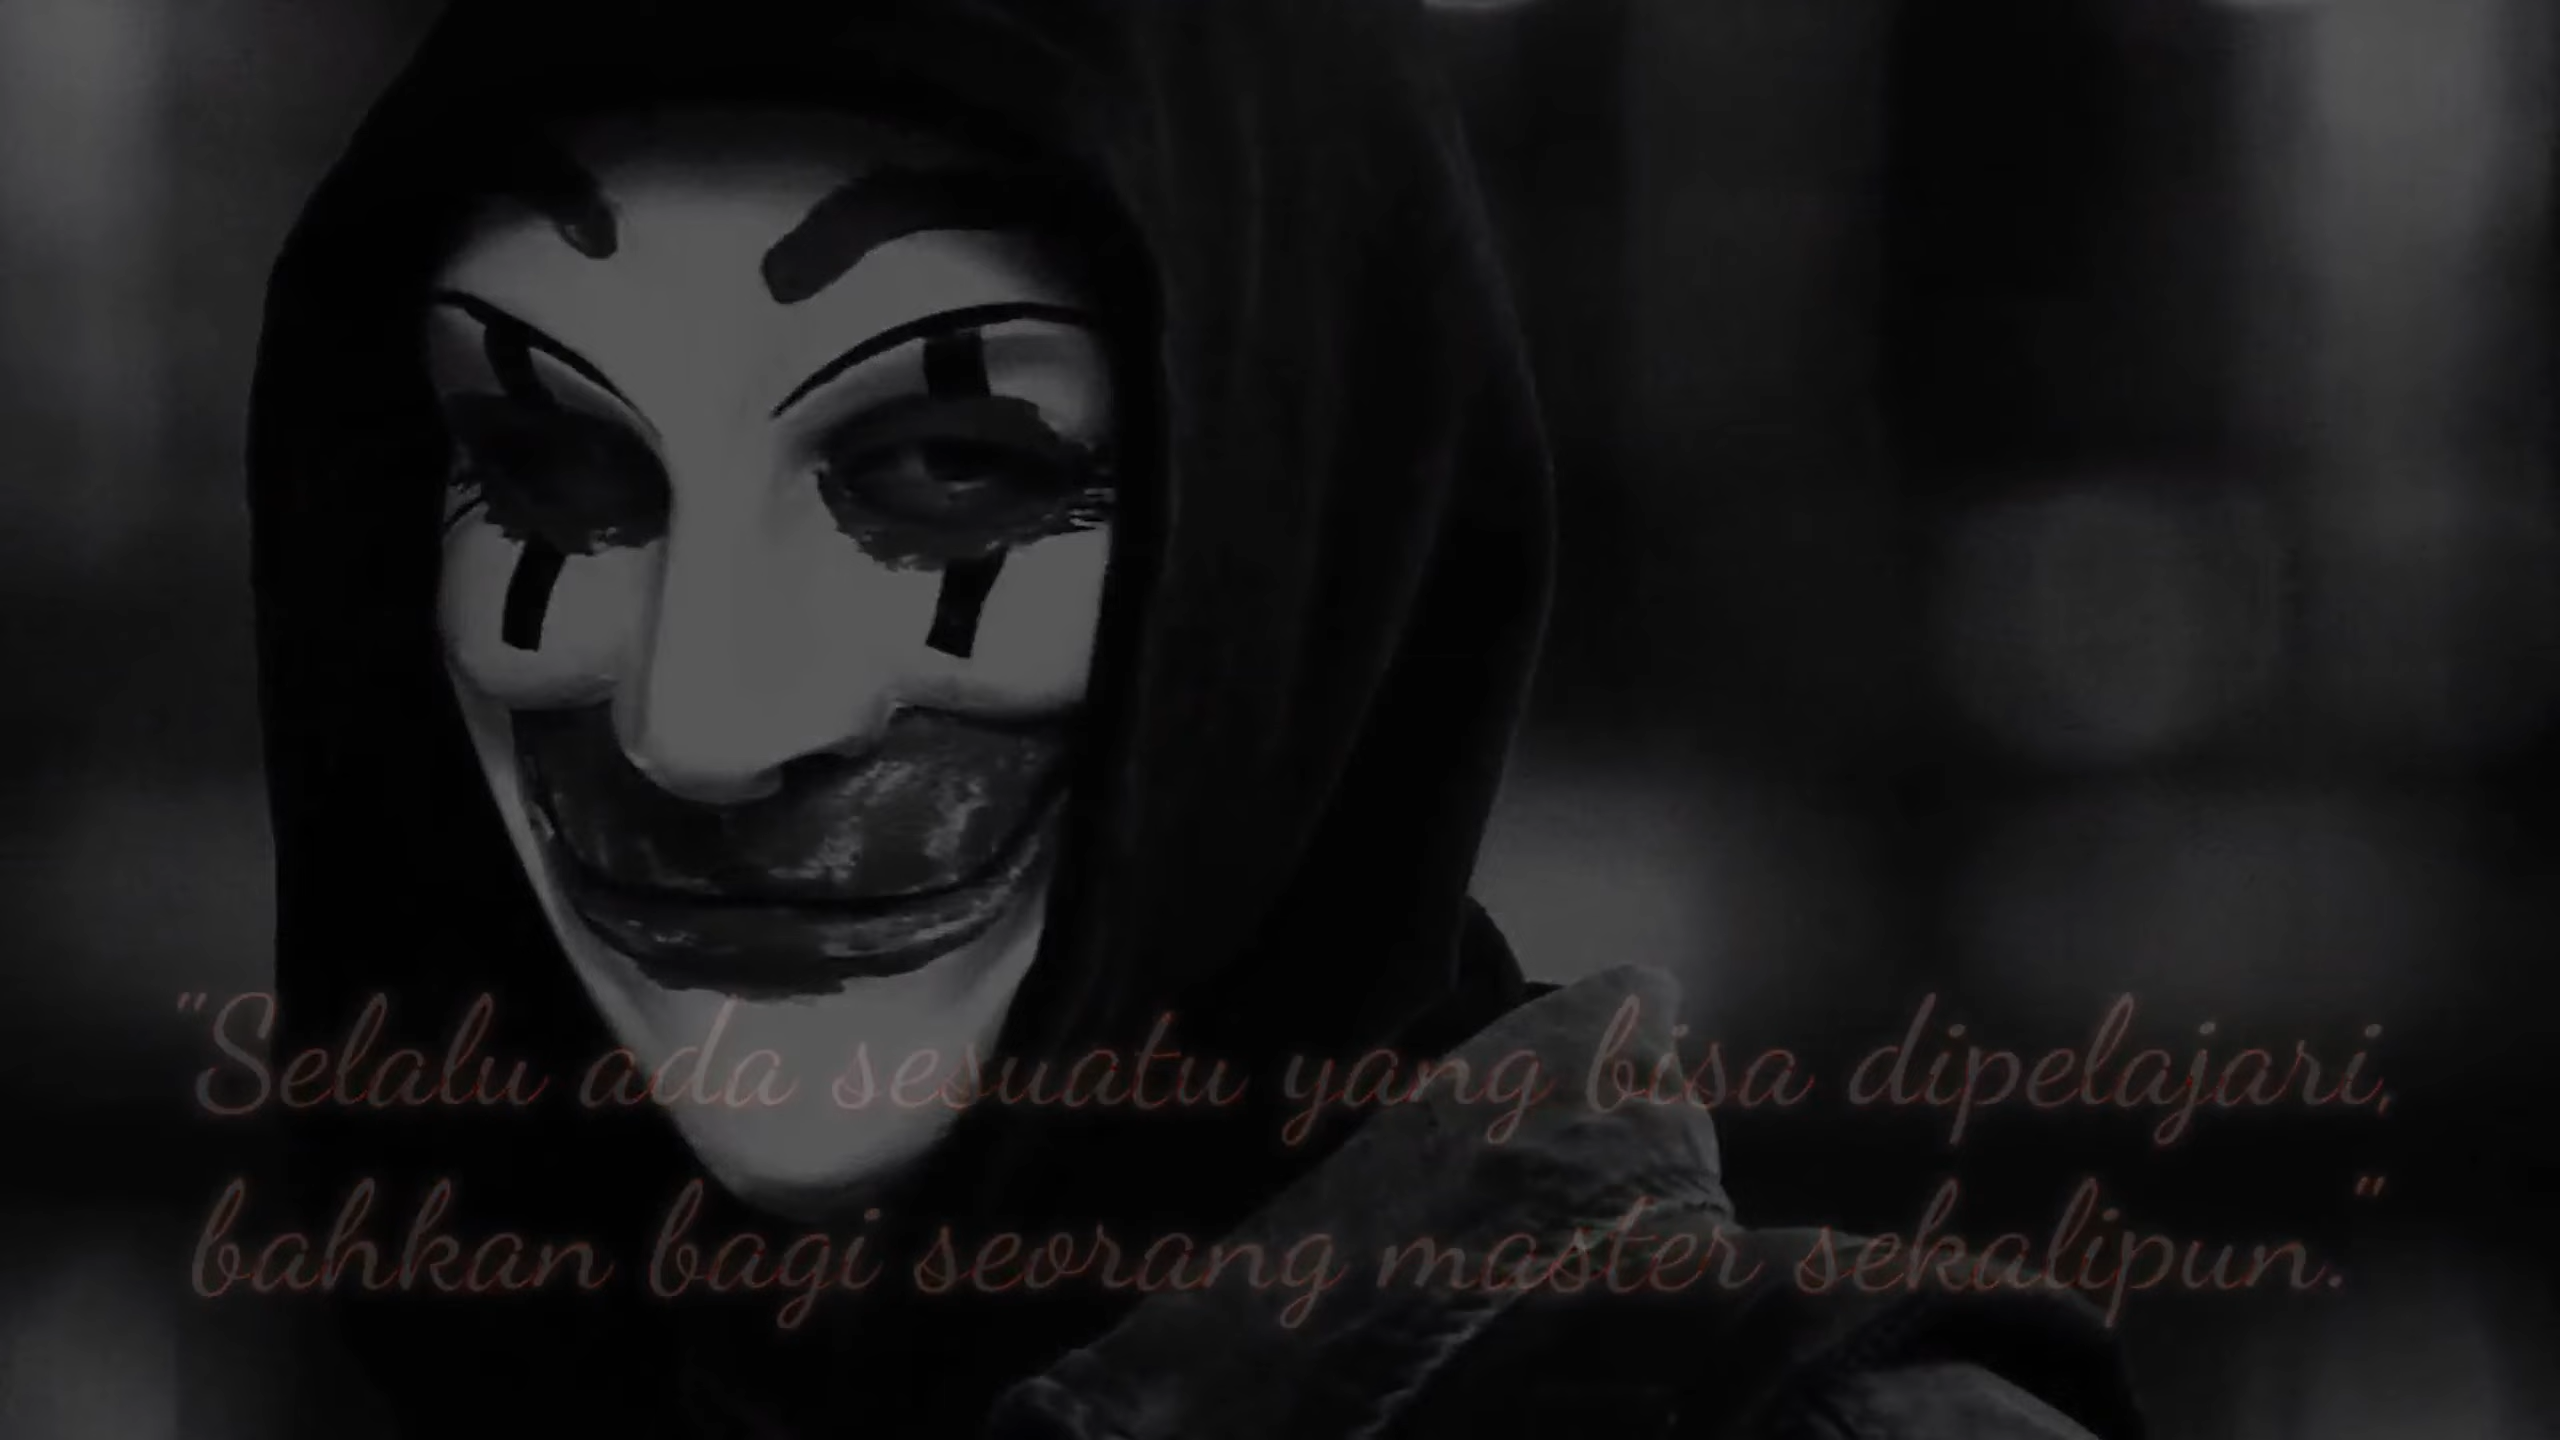 "Selalu ada sesuatu yang bisa dipelajari,
bahkan bagi seorang master sekalipun."